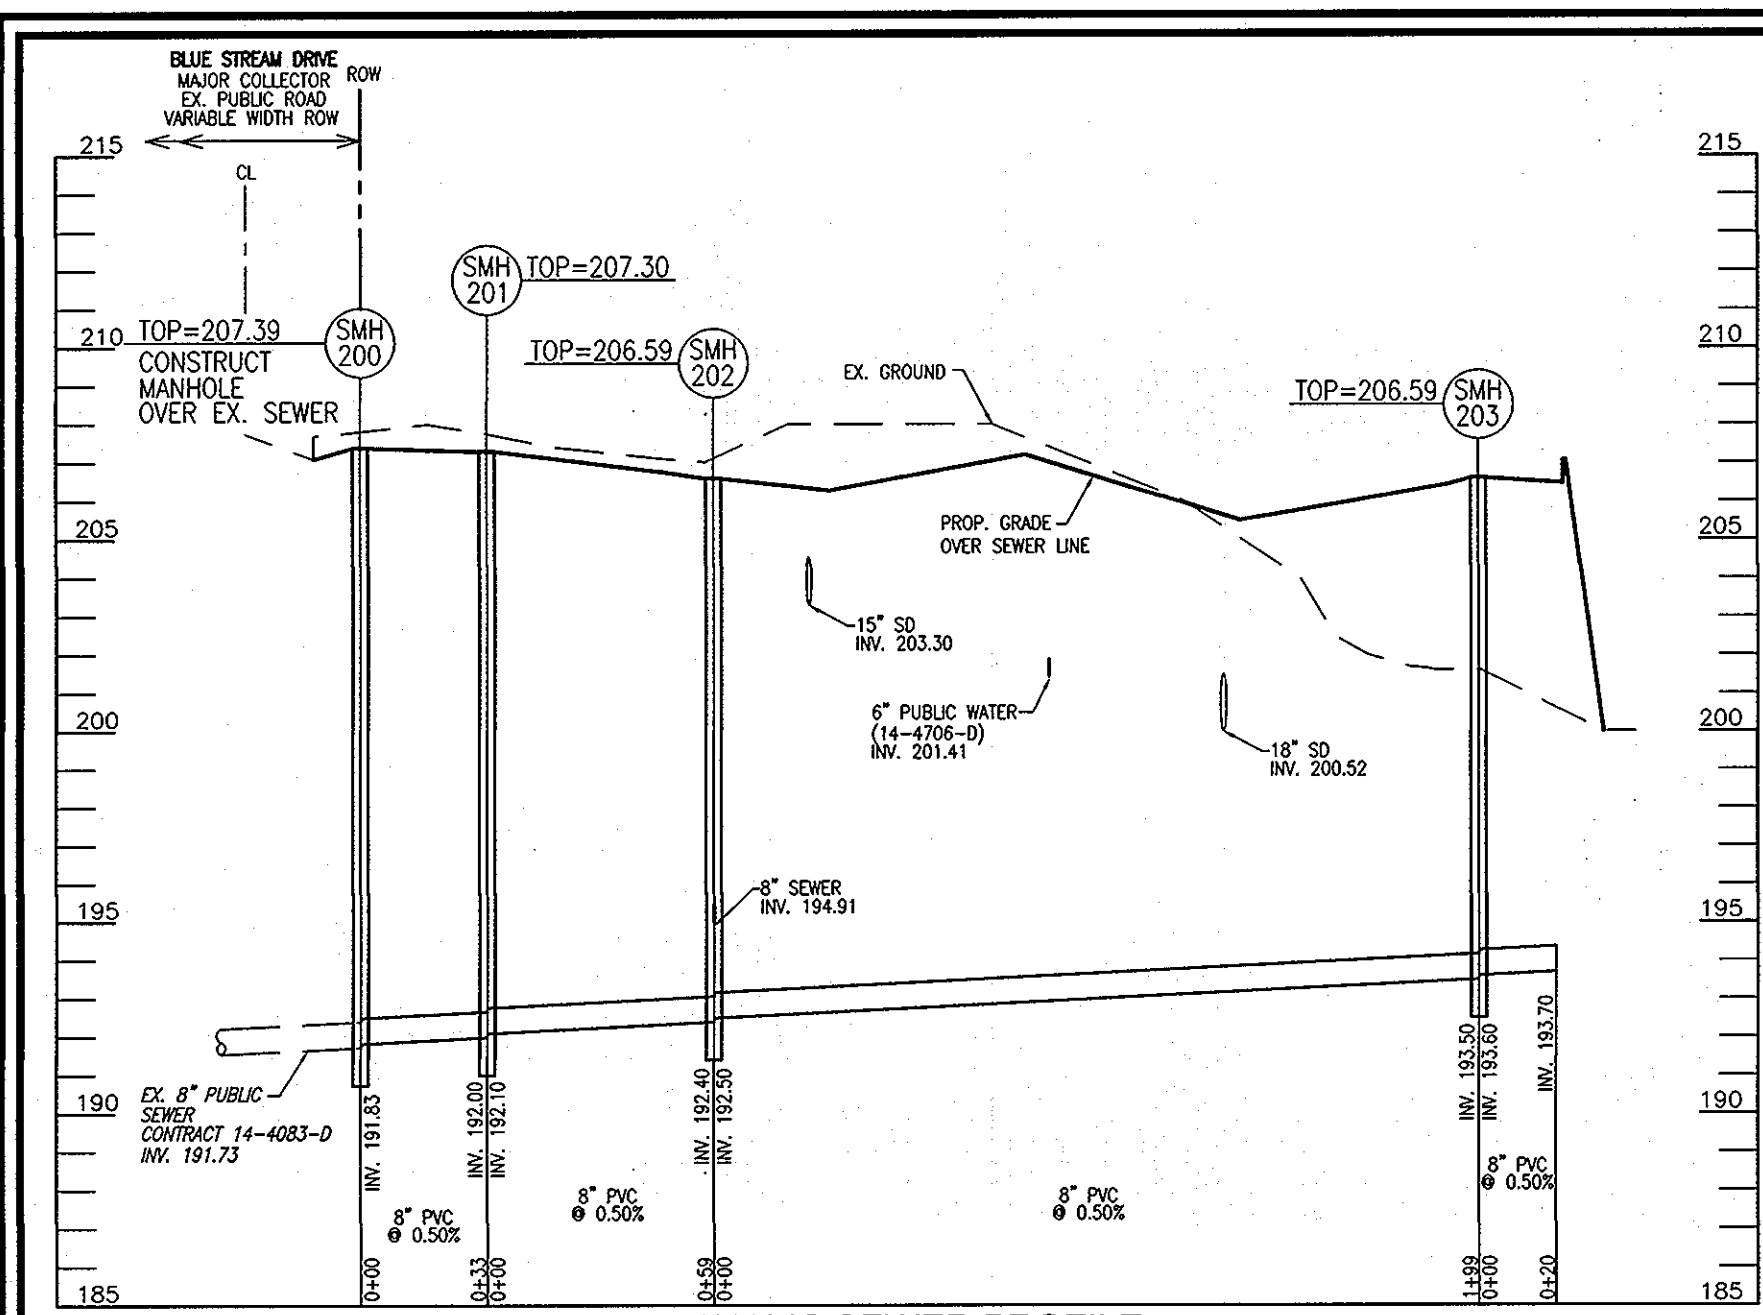 BLUE STREAM DRIVE
MAJOR COLLECTOR
EX. PUBLIC ROAD
VARIABLE WIDTH ROW
ROW
CL
215
210
205
200
195
190
185
215
210
205
200
195
190
185
TOP=207.39
SMH
200
CONSTRUCT
MANHOLE
OVER EX. SEWER
SMH
201
TOP=207.30
TOP=206.59
SMH
202
EX. GROUND
TOP=206.59
SMH
203
PROP. GRADE
OVER SEWER LINE
15" SD
INV. 203.30
6" PUBLIC WATER
(14-4706-D)
INV. 201.41
18" SD
INV. 200.52
8" SEWER
INV. 194.91
EX. 8" PUBLIC
SEWER
CONTRACT 14-4083-D
INV. 191.73
INV. 191.83
INV. 192.00
INV. 192.10
INV. 192.40
INV. 192.50
INV. 193.50
INV. 193.60
INV. 193.70
8" PVC
@ 0.50%
8" PVC
@ 0.50%
8" PVC
@ 0.50%
8" PVC
@ 0.50%
0+00
0+33
0+00
0+59
0+00
1+99
0+00
0+20